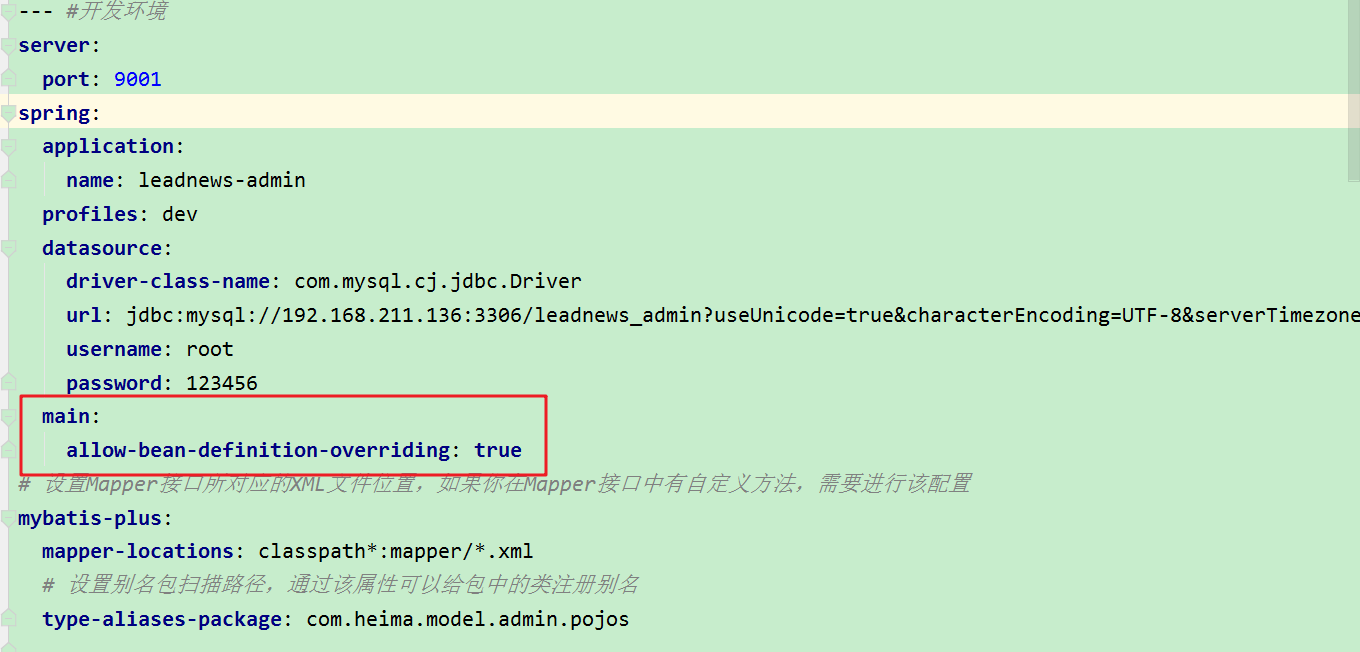 --- #开发环境
server:
  port: 9001
spring:
  application:
    name: leadnews-admin
  profiles: dev
  datasource:
    driver-class-name: com.mysql.cj.jdbc.Driver
    url: jdbc:mysql://192.168.211.136:3306/leadnews_admin?useUnicode=true&characterEncoding=UTF-8&serverTimezone
    username: root
    password: 123456
  main:
    allow-bean-definition-overriding: true
# 设置Mapper接口所对应的XML文件位置，如果你在Mapper接口中有自定义方法，需要进行该配置
mybatis-plus:
  mapper-locations: classpath*:mapper/*.xml
  # 设置别名包扫描路径，通过该属性可以给包中的类注册别名
  type-aliases-package: com.heima.model.admin.pojos